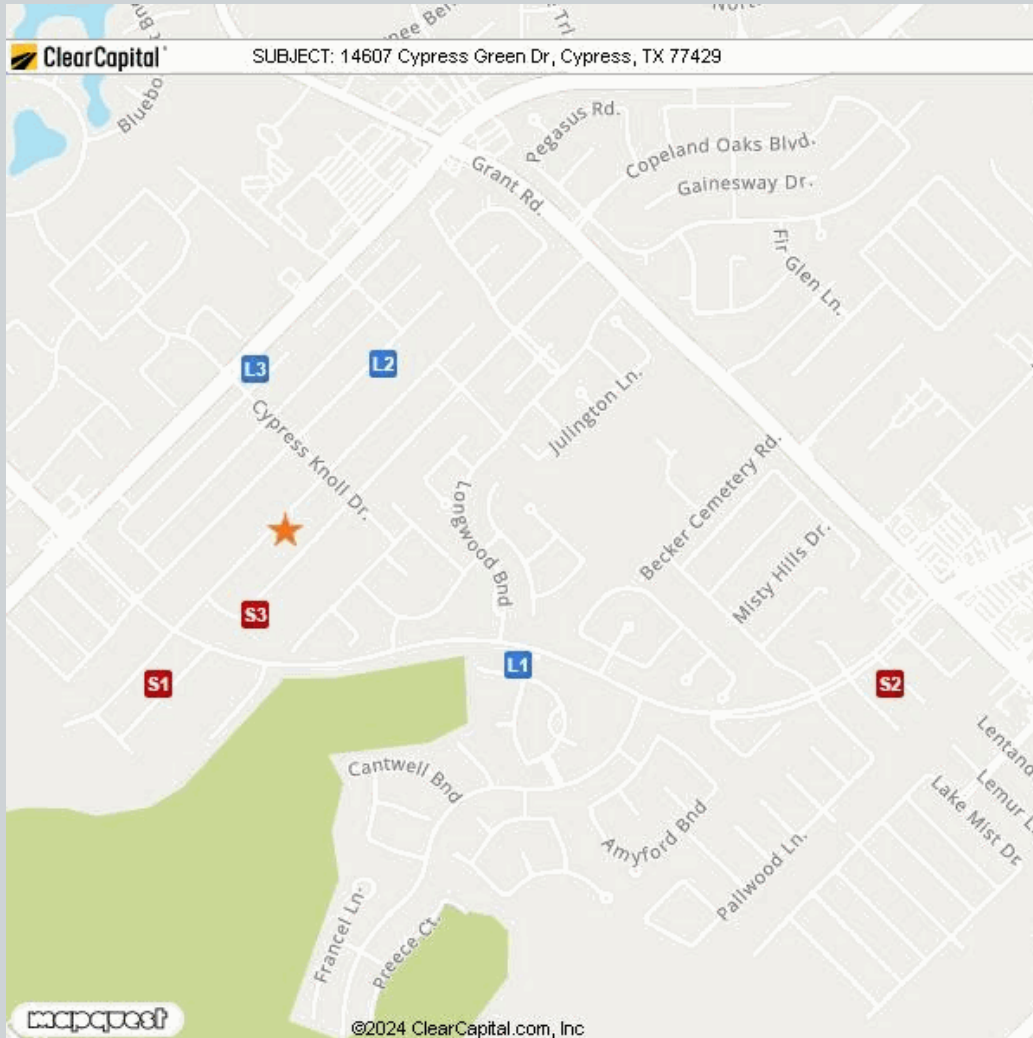 ClearCapital
SUBJECT: 14607 Cypress Green Dr, Cypress, TX 77429
Pegasus Rd.
Copeland Oaks Blvd.
Grant Rd.
Gainesway Dr.
Fir Glen Ln.
L3
L2
Julington Ln.
Cypress Knoll Dr.
Longwood Bnd
Becker Cemetery Rd.
Misty Hills Dr.
S3
L1
S1
S2
Cantwell Bnd
Amyford Bnd
Pallwood Ln.
Lake Mist Dr.
Francel Ln.
Preece Ct.
mapquest
©2024 ClearCapital.com, Inc